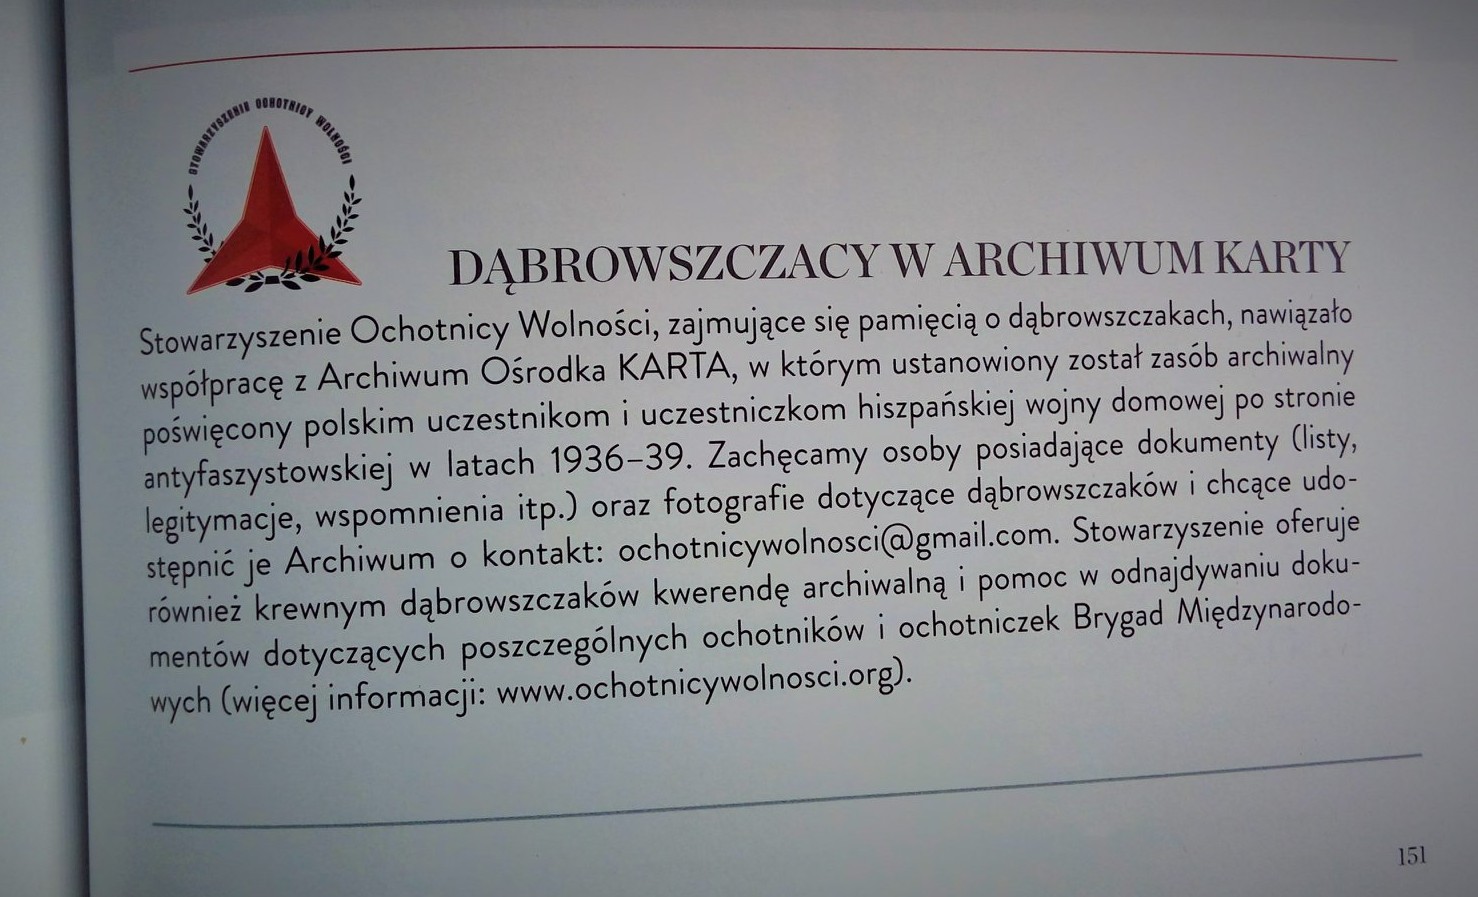 STOWARZYSZENIE OCHOTNICY WOLNOŚCI
DĄBROWSZCZACY W ARCHIWUM KARTY
Stowarzyszenie Ochotnicy Wolności, zajmujące się pamięcią o dąbrowszczakach, nawiązało
współpracę z Archiwum Ośrodka KARTA, w którym ustanowiony został zasób archiwalny
poświęcony polskim uczestnikom i uczestniczkom hiszpańskiej wojny domowej po stronie
antyfaszystowskiej w latach 1936–39. Zachęcamy osoby posiadające dokumenty (listy,
legitymacje, wspomnienia itp.) oraz fotografie dotyczące dąbrowszczaków i chcące udo-
stępnić je Archiwum o kontakt: ochotnicywolnosci@gmail.com. Stowarzyszenie oferuje
również krewnym dąbrowszczaków kwerendę archiwalną i pomoc w odnajdywaniu doku-
mentów dotyczących poszczególnych ochotników i ochotniczek Brygad Międzynarodo-
wych (więcej informacji: www.ochotnicywolnosci.org).
151